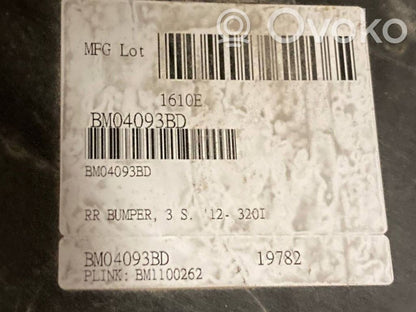 Ovoko
MFG Lot
1610E
BM04093BD
BM04093BD
RR BUMPER, 3 S. '12- 320I
BM04093BD 19782
PLINK: BM1100262